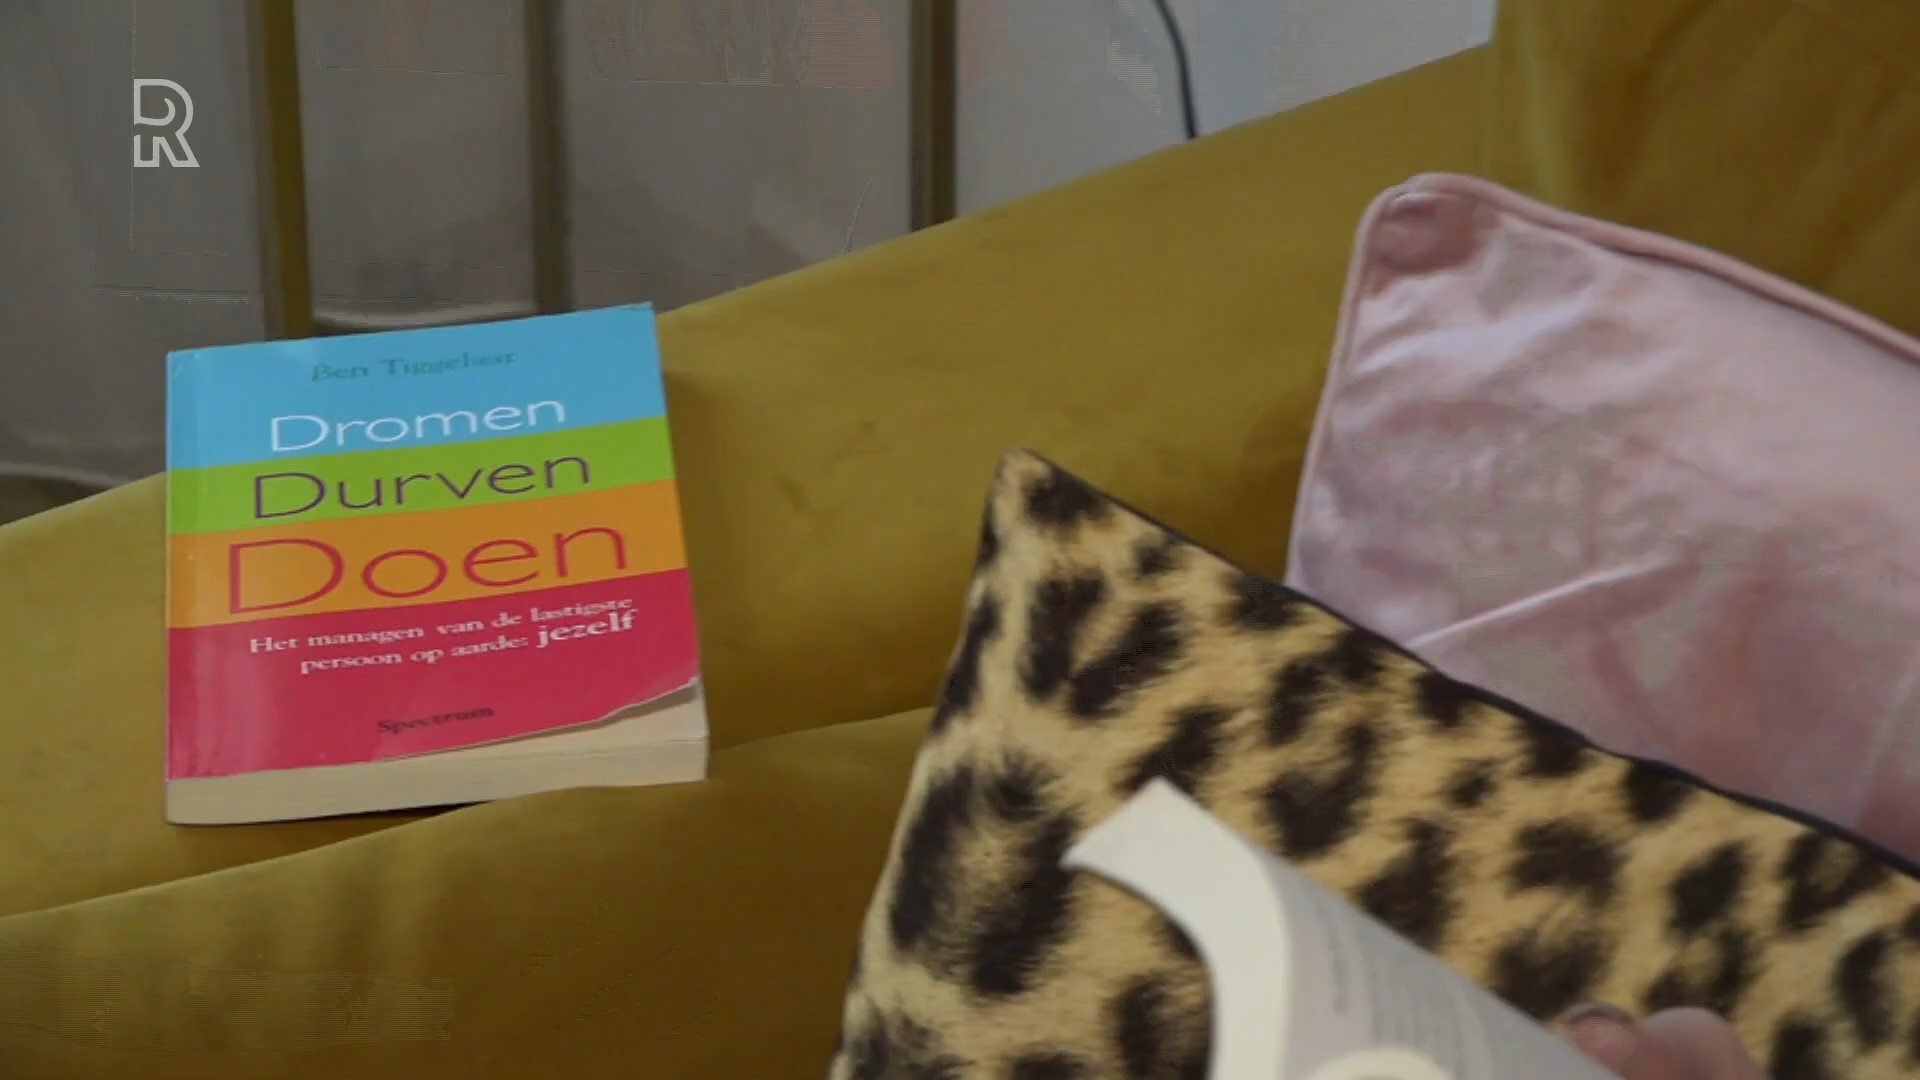 R
Ben Tiggelaar
Dromen
Durven
Doen
Het managen van de lastigste
persoon op aarde: jezelf
Spectrum